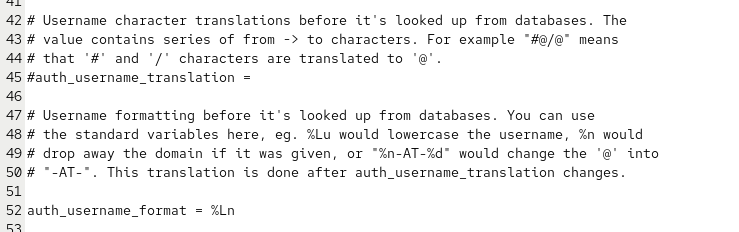 41
42 # Username character translations before it's looked up from databases. The
43 # value contains series of from -> to characters. For example "#@/@" means
44 # that '#' and '/' characters are translated to '@'.
45 #auth_username_translation =
46
47 # Username formatting before it's looked up from databases. You can use
48 # the standard variables here, eg. %Lu would lowercase the username, %n would
49 # drop away the domain if it was given, or "%n-AT-%d" would change the '@' into
50 # "-AT-". This translation is done after auth_username_translation changes.
51
52 auth_username_format = %Ln
53